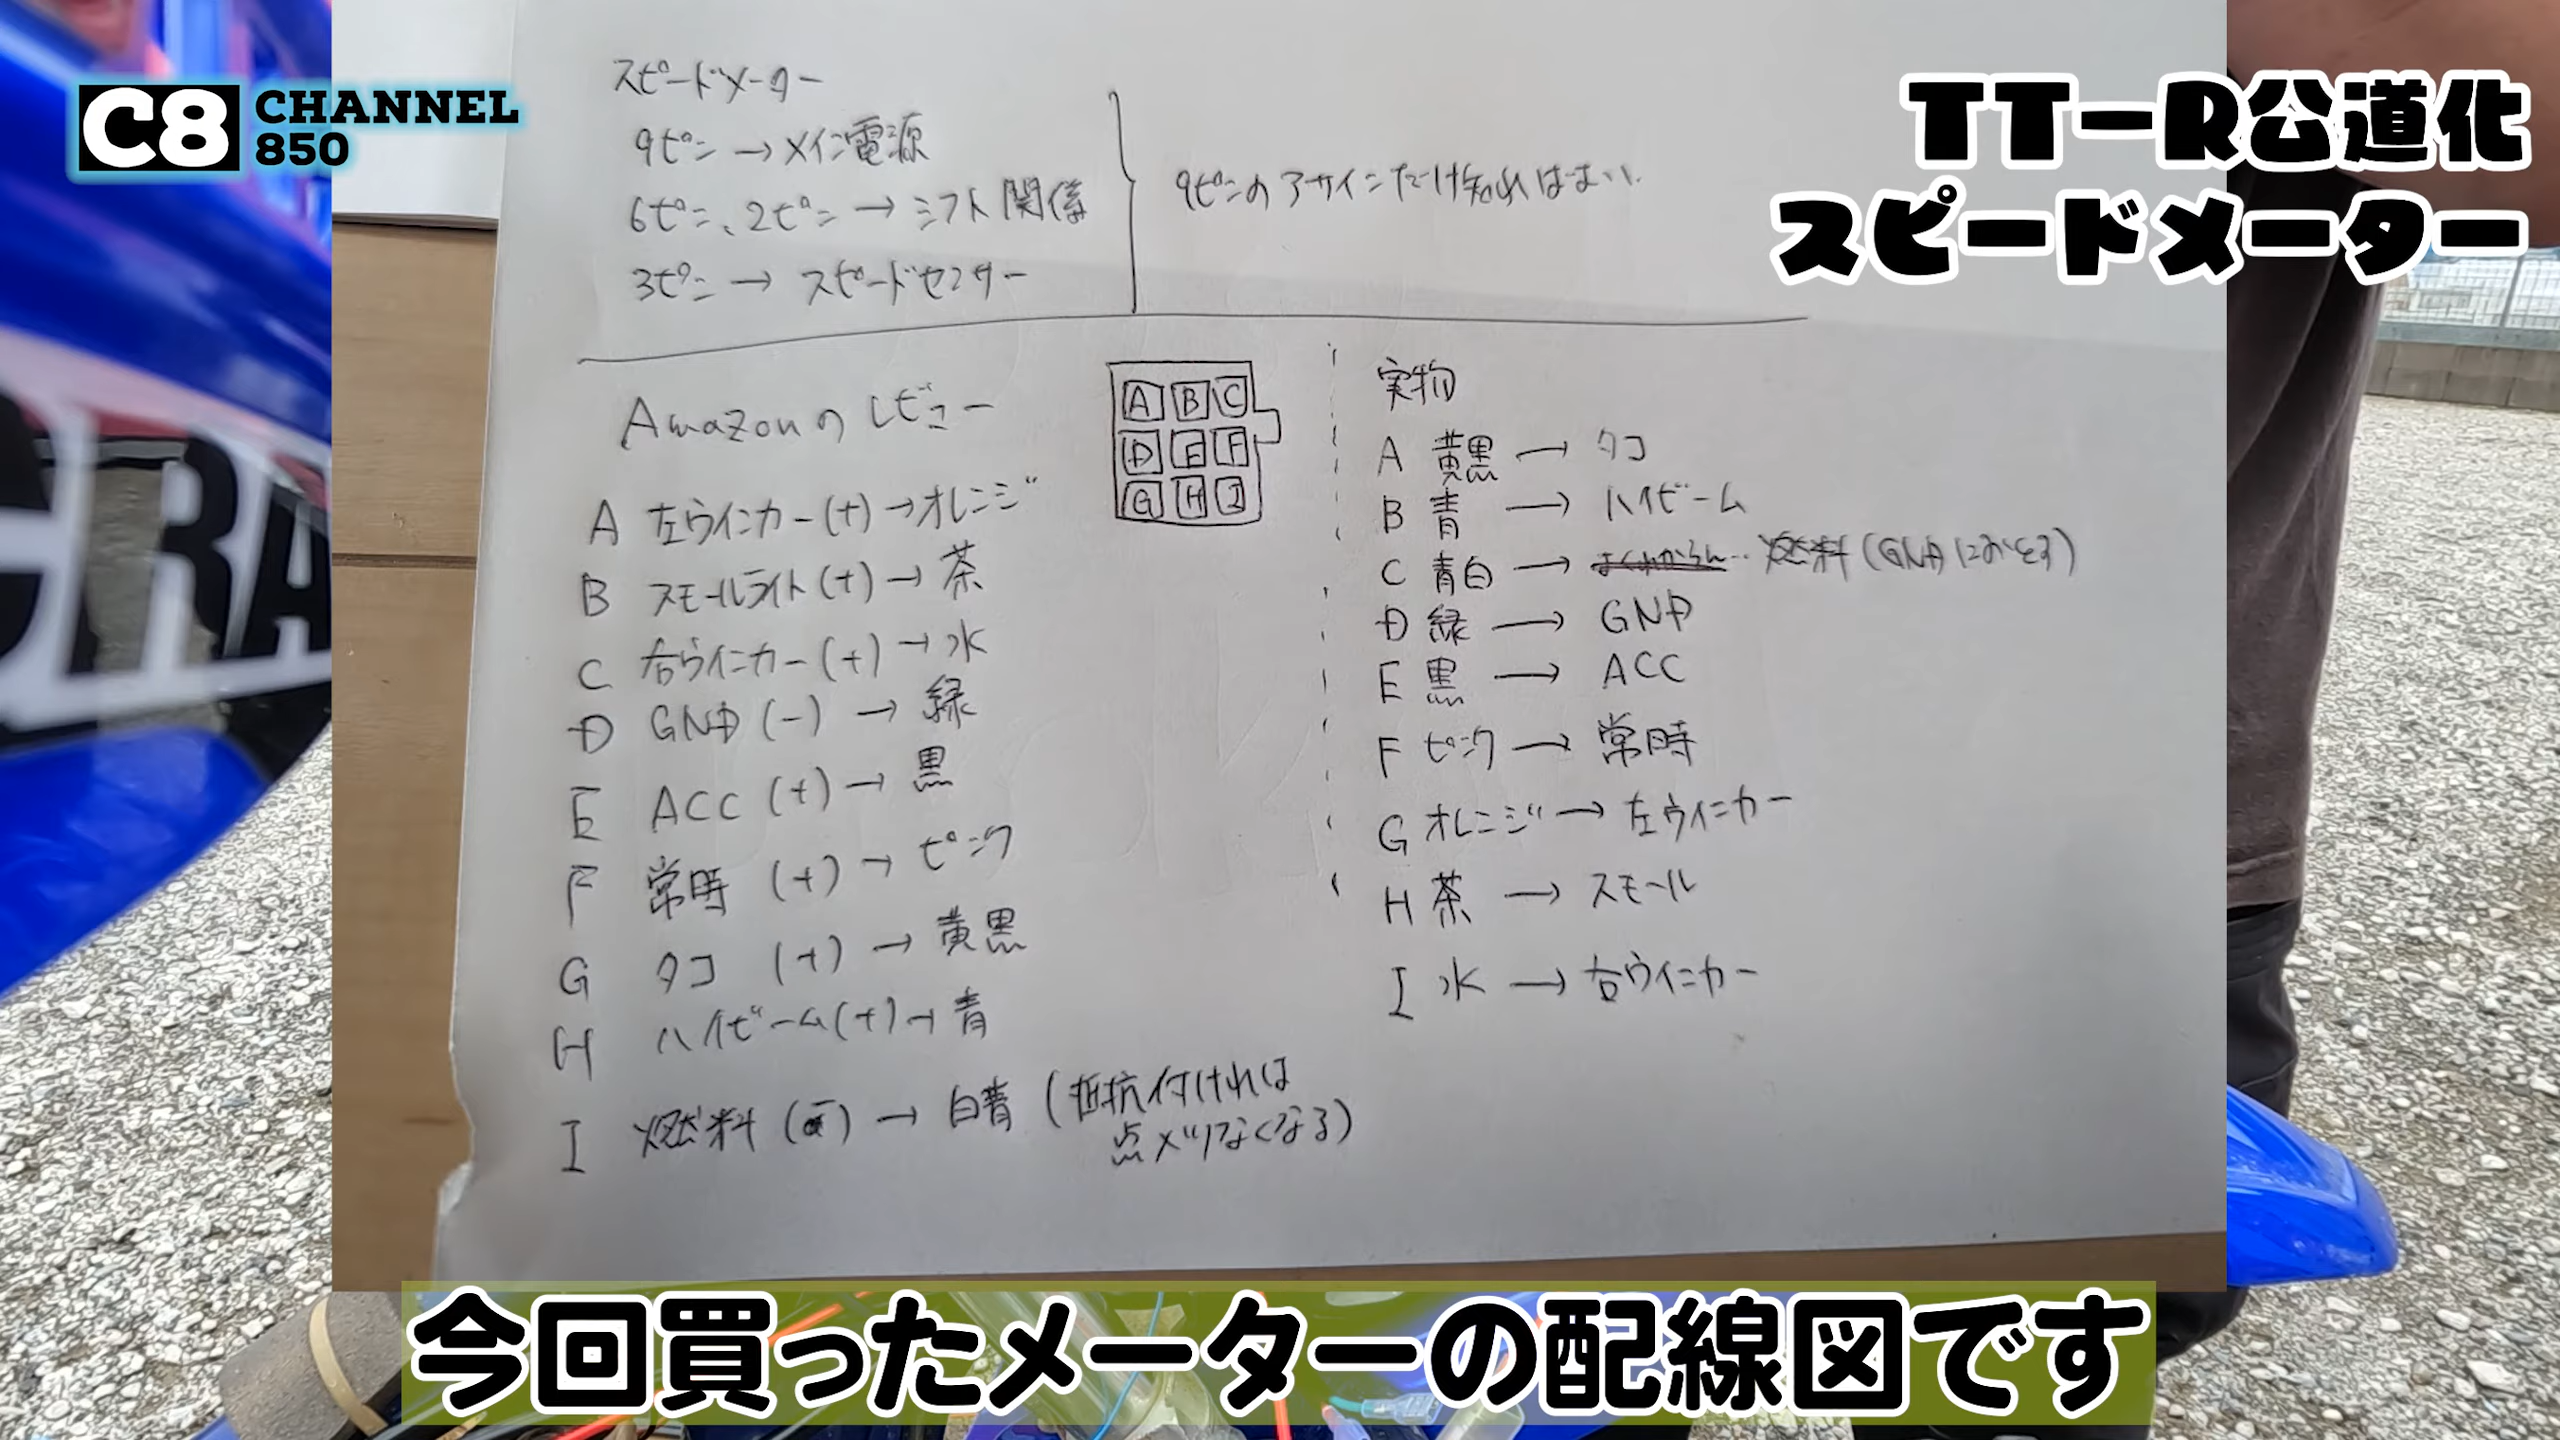 C8 CHANNEL
850
TTーR公道化
スピードメーター
スピードメーター
9ピン→メイン電源
6ピン、2ピン→シフト関係
3ピン→スピードセンサー
9ピンのアサインだけ知ればよい。
Amazonのレビュー
A 左ウインカー(+)→オレンジ
B スモールライト(+)→茶
C 右ウインカー(+)→水
D GND(-)→緑
E ACC(+)→黒
F 常時(+)→ピンク
G タコ(+)→黄黒
H ハイビーム(+)→青
I 燃料(-)→白青(抵抗付ければ
点メツしなくなる)
A B C
D E F
G H I
実物
A 黄黒→タコ
B 青→ハイビーム
C 青白→よくわからん… 燃料(GNDにおとす)
D 緑→GND
E 黒→ACC
F ピンク→常時
G オレンジ→左ウインカー
H 茶→スモール
I 水→右ウインカー
CRA
今回買ったメーターの配線図です